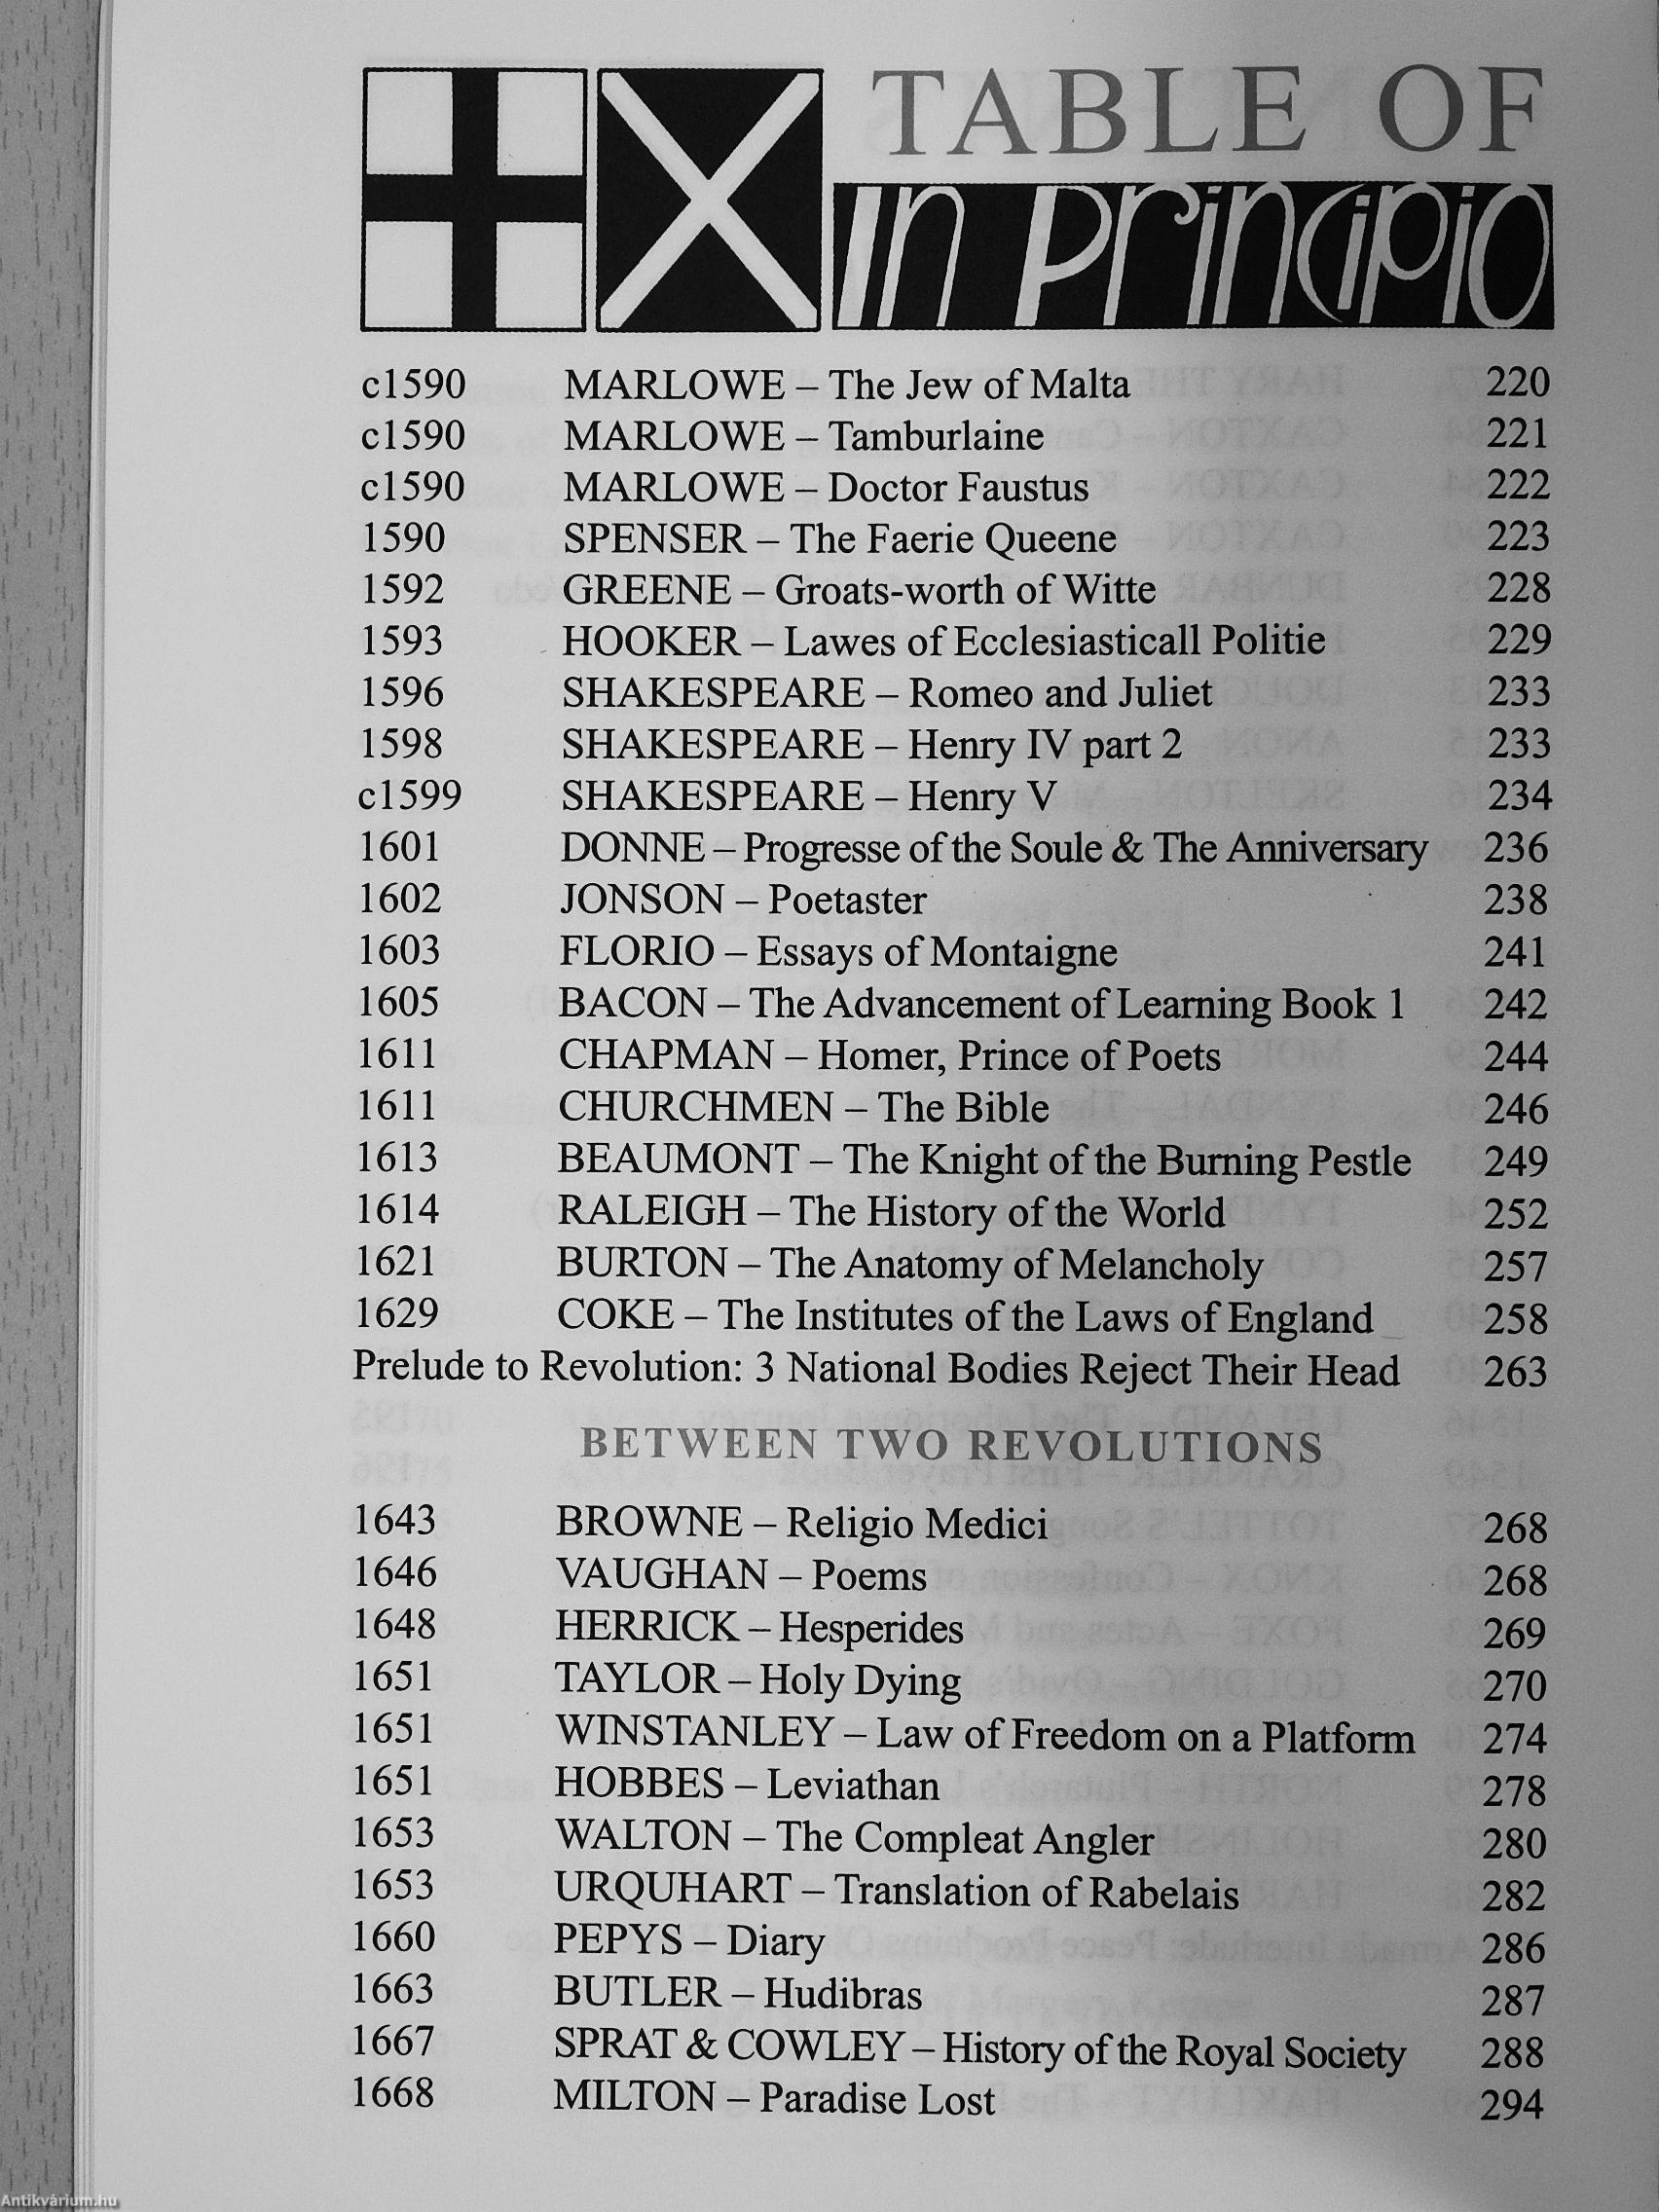 TABLE OF
In Principio
c1590 MARLOWE – The Jew of Malta 220
c1590 MARLOWE – Tamburlaine 221
c1590 MARLOWE – Doctor Faustus 222
1590 SPENSER – The Faerie Queene 223
1592 GREENE – Groats-worth of Witte 228
1593 HOOKER – Lawes of Ecclesiasticall Politie 229
1596 SHAKESPEARE – Romeo and Juliet 233
1598 SHAKESPEARE – Henry IV part 2 233
c1599 SHAKESPEARE – Henry V 234
1601 DONNE – Progresse of the Soule & The Anniversary 236
1602 JONSON – Poetaster 238
1603 FLORIO – Essays of Montaigne 241
1605 BACON – The Advancement of Learning Book 1 242
1611 CHAPMAN – Homer, Prince of Poets 244
1611 CHURCHMEN – The Bible 246
1613 BEAUMONT – The Knight of the Burning Pestle 249
1614 RALEIGH – The History of the World 252
1621 BURTON – The Anatomy of Melancholy 257
1629 COKE – The Institutes of the Laws of England 258
Prelude to Revolution: 3 National Bodies Reject Their Head 263
BETWEEN TWO REVOLUTIONS
1643 BROWNE – Religio Medici 268
1646 VAUGHAN – Poems 268
1648 HERRICK – Hesperides 269
1651 TAYLOR – Holy Dying 270
1651 WINSTANLEY – Law of Freedom on a Platform 274
1651 HOBBES – Leviathan 278
1653 WALTON – The Compleat Angler 280
1653 URQUHART – Translation of Rabelais 282
1660 PEPYS – Diary 286
1663 BUTLER – Hudibras 287
1667 SPRAT & COWLEY – History of the Royal Society 288
1668 MILTON – Paradise Lost 294
Antikvárium.hu